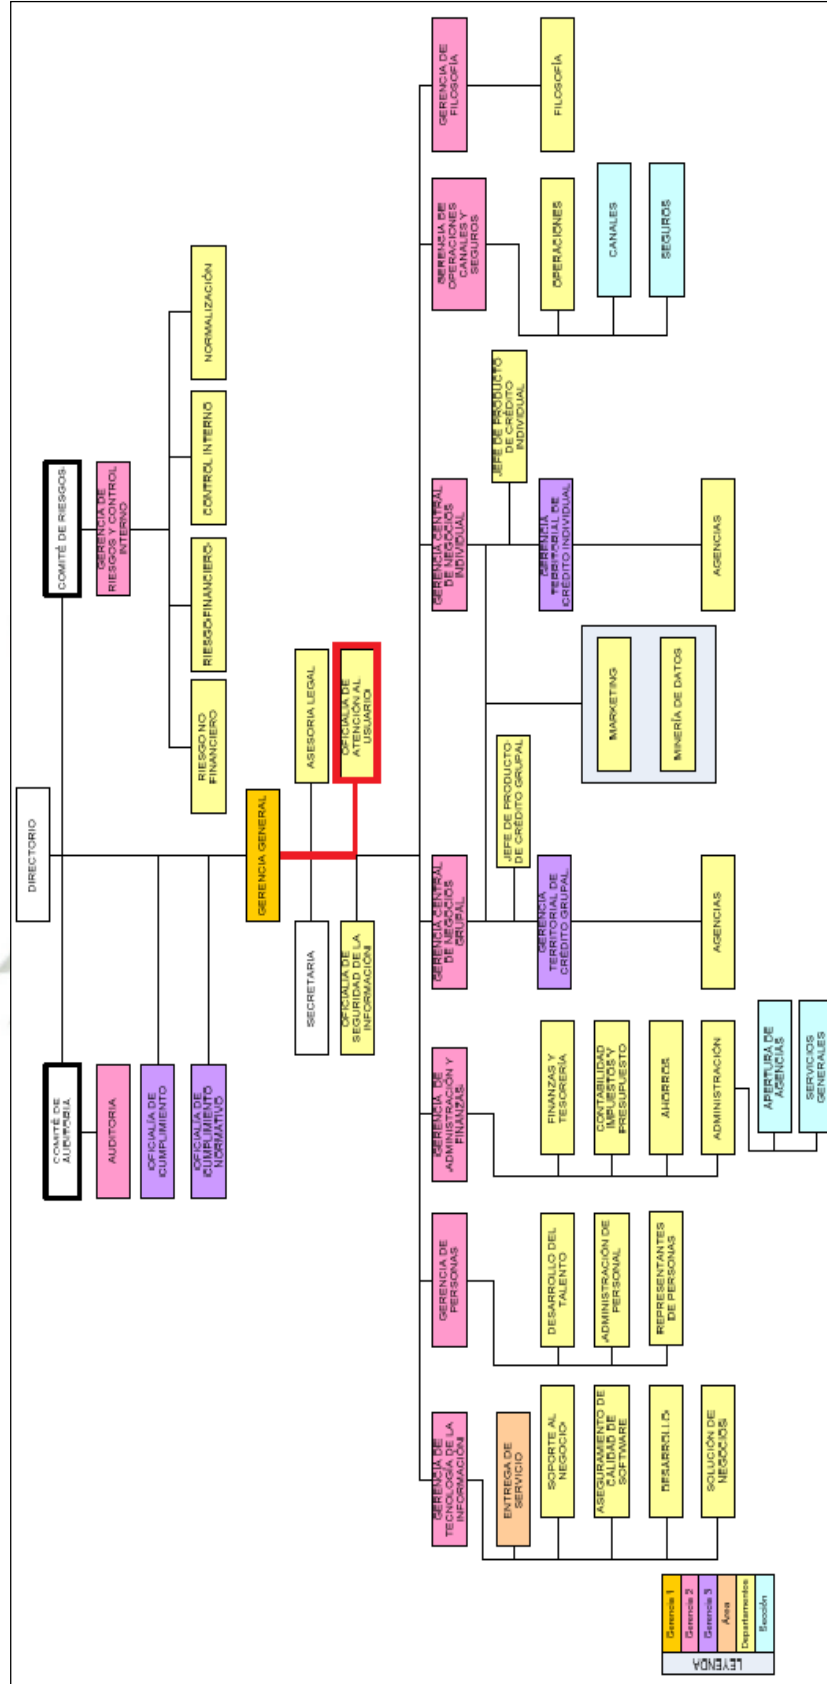 DIRECTORIO
COMITÉ DE
AUDITORIA
COMITÉ DE RIESGOS
AUDITORIA
GERENCIA DE
RIESGOS Y CONTROL
INTERNO
OFICIALÍA DE
CUMPLIMIENTO
OFICIALÍA DE
CUMPLIMIENTO
NORMATIVO
RIESGO NO
FINANCIERO
RIESGO FINANCIERO
CONTROL INTERNO
NORMALIZACIÓN
GERENCIA GENERAL
SECRETARIA
ASESORIA LEGAL
OFICIALIA DE
SEGURIDAD DE LA
INFORMACIÓN
OFICIALIA DE
ATENCIÓN AL
USUARIO
GERENCIA DE
TECNOLOGÍA DE LA
INFORMACIÓN
ENTREGA DE
SERVICIO
SOPORTE AL
NEGOCIO
ASEGURAMIENTO DE
CALIDAD DE
SOFTWARE
DESARROLLO
SOLUCIÓN DE
NEGOCIOS
GERENCIA DE
PERSONAS
DESARROLLO DEL
TALENTO
ADMINISTRACIÓN DE
PERSONAL
REPRESENTANTES
DE PERSONAS
GERENCIA DE
ADMINISTRACIÓN Y
FINANZAS
FINANZAS Y
TESORERÍA
CONTABILIDAD
IMPUESTOS Y
PRESUPUESTO
AHORROS
ADMINISTRACIÓN
APERTURA DE
AGENCIAS
SERVICIOS
GENERALES
GERENCIA CENTRAL
DE NEGOCIOS
GRUPAL
JEFE DE PRODUCTO
DE CRÉDITO GRUPAL
GERENCIA
TERRITORIAL DE
CRÉDITO GRUPAL
AGENCIAS
MARKETING
MINERÍA DE DATOS
GERENCIA CENTRAL
DE NEGOCIOS
INDIVIDUAL
JEFE DE PRODUCTO
DE CRÉDITO
INDIVIDUAL
GERENCIA
TERRITORIAL DE
CRÉDITO INDIVIDUAL
AGENCIAS
GERENCIA DE
OPERACIONES
CANALES Y
SEGUROS
OPERACIONES
CANALES
SEGUROS
GERENCIA DE
FILOSOFÍA
FILOSOFÍA
LEYENDA
Gerencia 1
Gerencia 2
Gerencia 3
Área
Departamentos
Sección